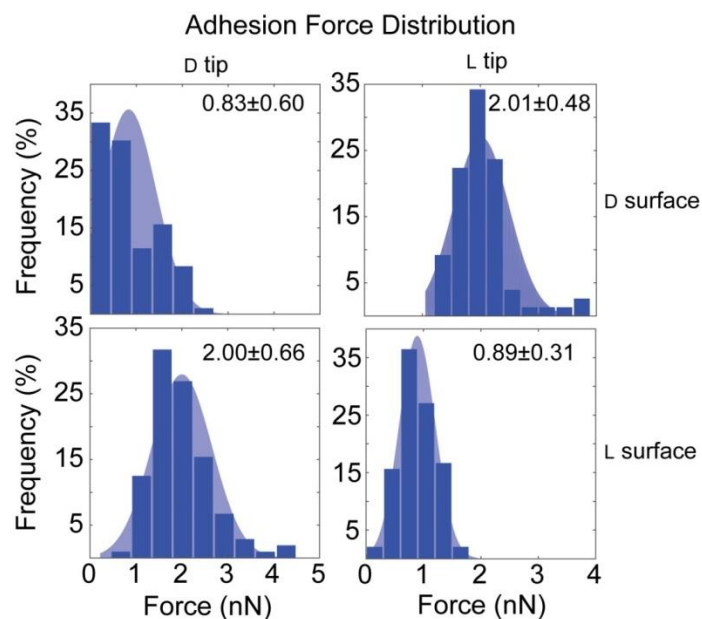 Adhesion Force Distribution
D tip
L tip
Frequency (%)
35
25
15
5
0.83±0.60
35
25
15
5
2.01±0.48
D surface
Frequency (%)
35
25
15
5
2.00±0.66
0 1 2 3 4 5
Force (nN)
35
25
15
5
0.89±0.31
0 1 2 3 4
Force (nN)
L surface